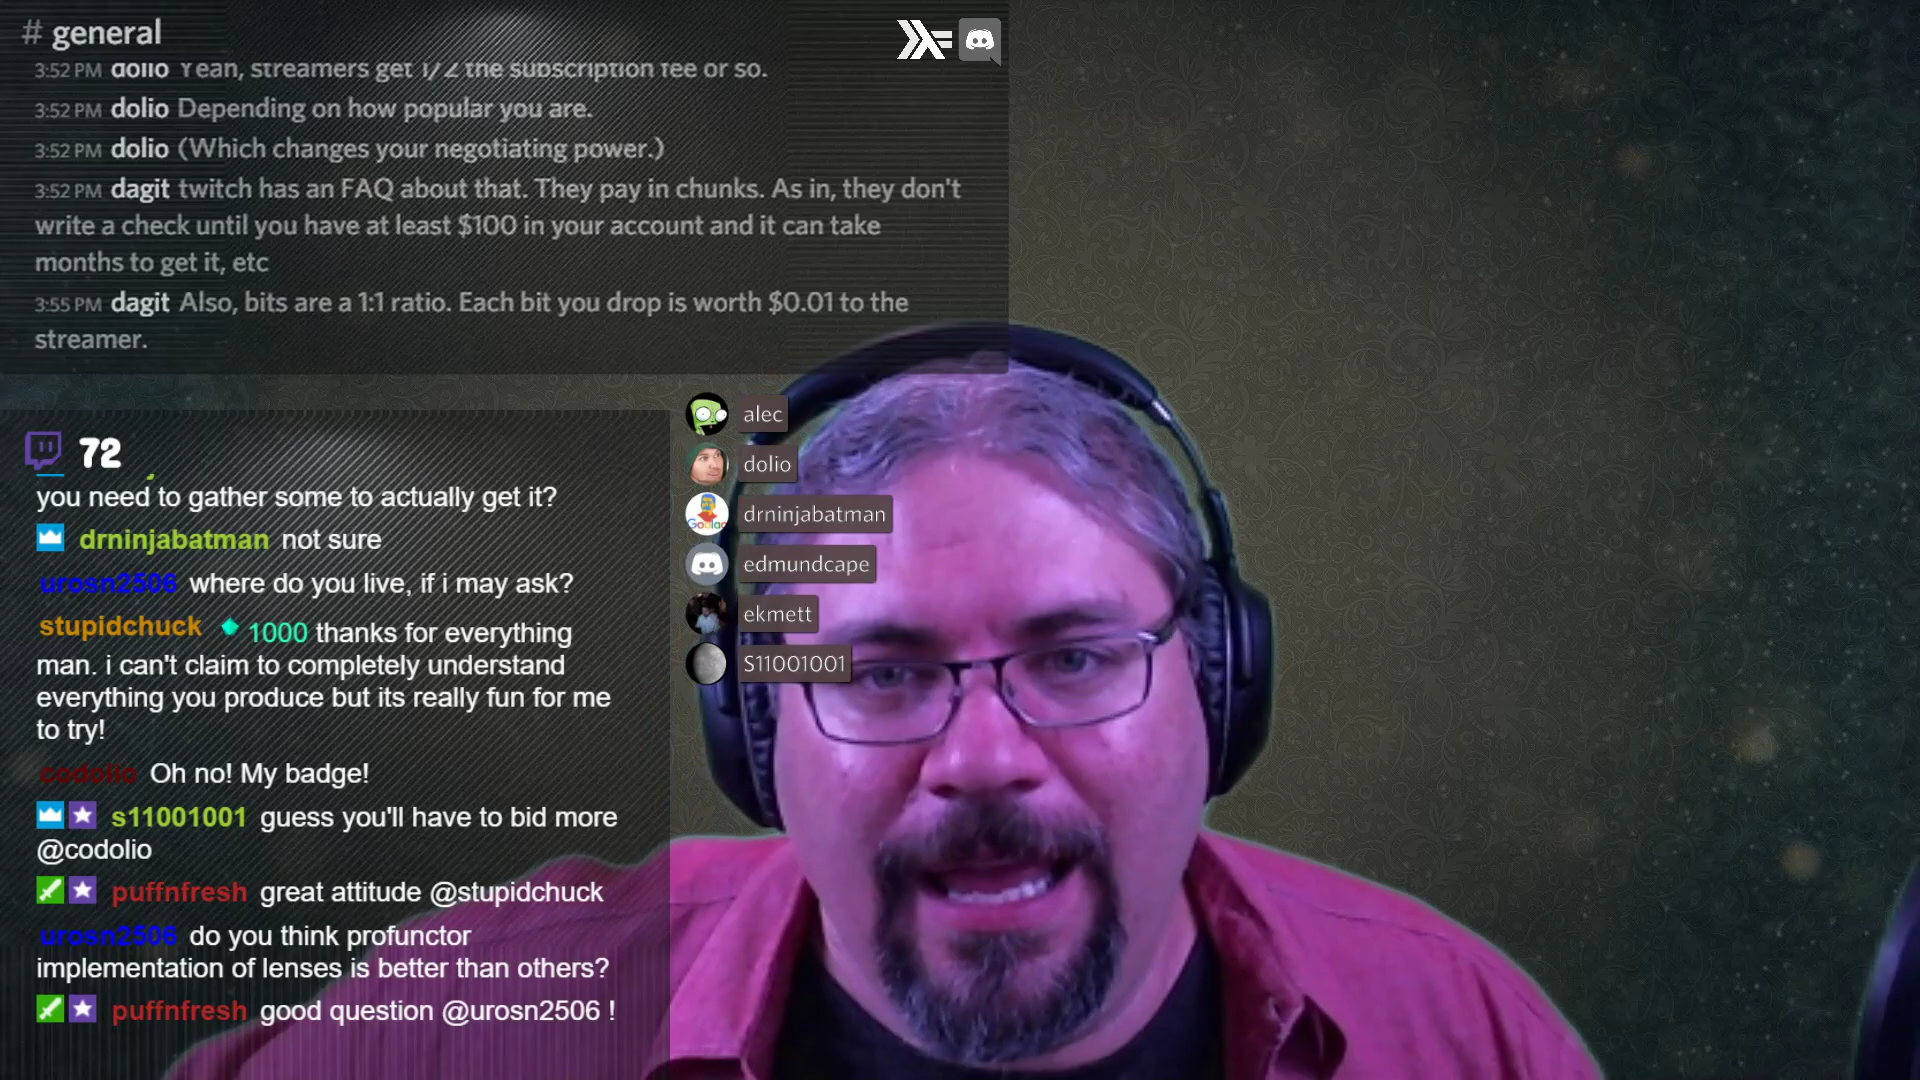 # general
3:52 PM dolio Yeah, streamers get 1/2 the subscription fee or so.
3:52 PM dolio Depending on how popular you are.
3:52 PM dolio (Which changes your negotiating power.)
3:52 PM dagit twitch has an FAQ about that. They pay in chunks. As in, they don't
write a check until you have at least $100 in your account and it can take
months to get it, etc
3:55 PM dagit Also, bits are a 1:1 ratio. Each bit you drop is worth $0.01 to the
streamer.
alec
dolio
drninjabatman
edmundcape
ekmett
S11001001
72
you need to gather some to actually get it?
drninjabatman not sure
urosn2506 where do you live, if i may ask?
stupidchuck 1000 thanks for everything
man. i can't claim to completely understand
everything you produce but its really fun for me
to try!
codolio Oh no! My badge!
s11001001 guess you'll have to bid more
@codolio
puffnfresh great attitude @stupidchuck
urosn2506 do you think profunctor
implementation of lenses is better than others?
puffnfresh good question @urosn2506 !